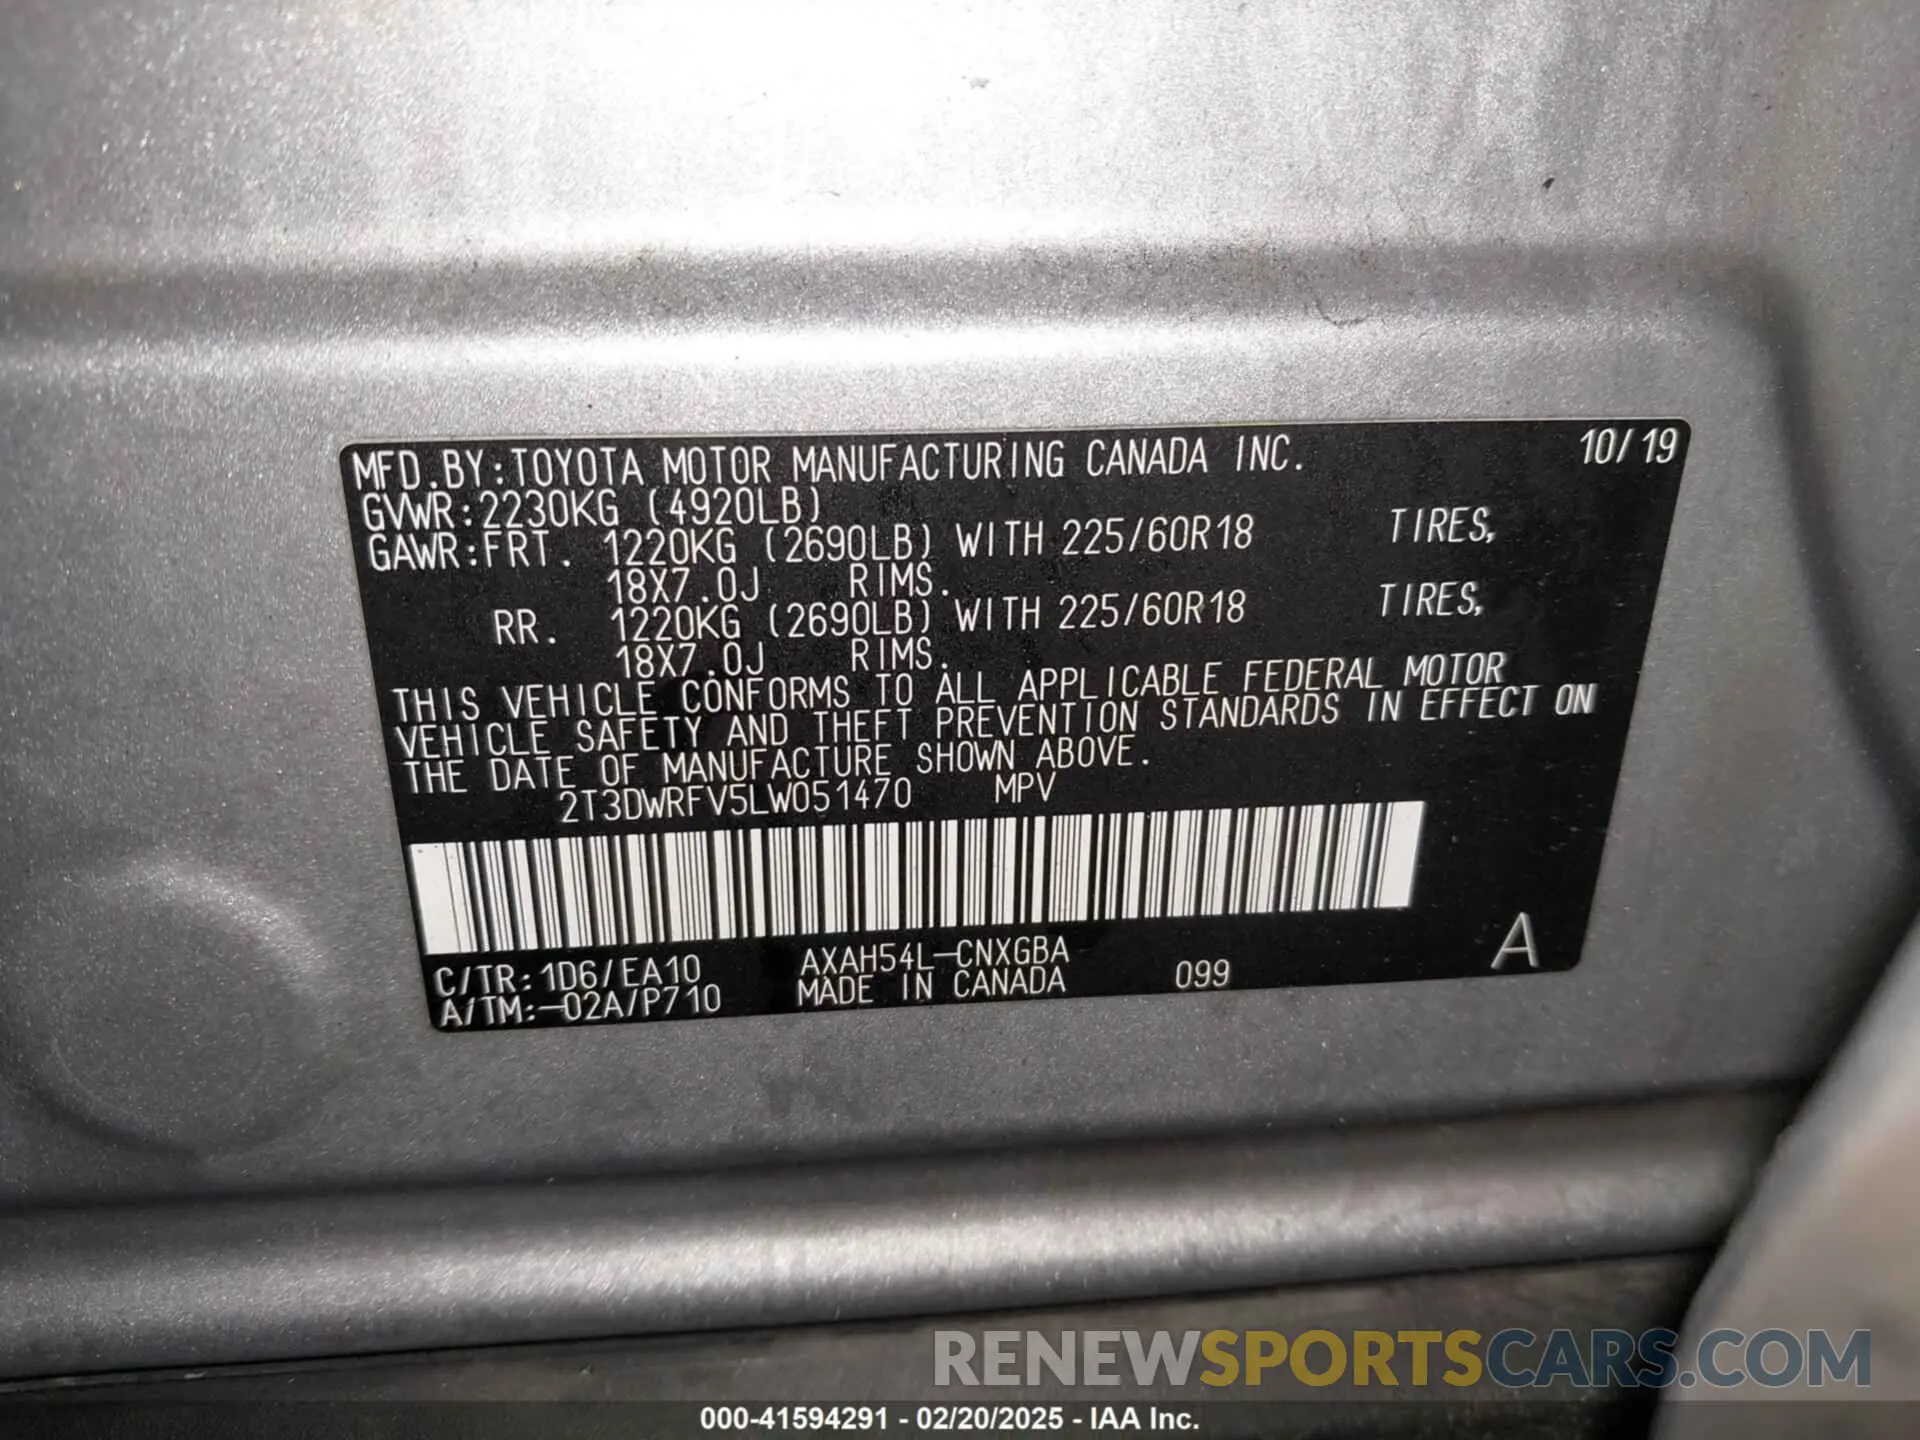 MFD.BY:TOYOTA MOTOR MANUFACTURING CANADA INC. 10/19
GVWR:2230KG (4920LB)
GAWR:FRT. 1220KG (2690LB) WITH 225/60R18 TIRES,
18X7.0J RIMS.
RR. 1220KG (2690LB) WITH 225/60R18 TIRES,
18X7.0J RIMS.
THIS VEHICLE CONFORMS TO ALL APPLICABLE FEDERAL MOTOR
VEHICLE SAFETY AND THEFT PREVENTION STANDARDS IN EFFECT ON
THE DATE OF MANUFACTURE SHOWN ABOVE.
2T3DWRFV5LW051470 MPV
C/TR:1D6/EA10 AXAH54L-CNXGBA A
A/TM:-02A/P710 MADE IN CANADA 099
RENEWSPORTSCARS.COM
000-41594291 - 02/20/2025 - IAA Inc.